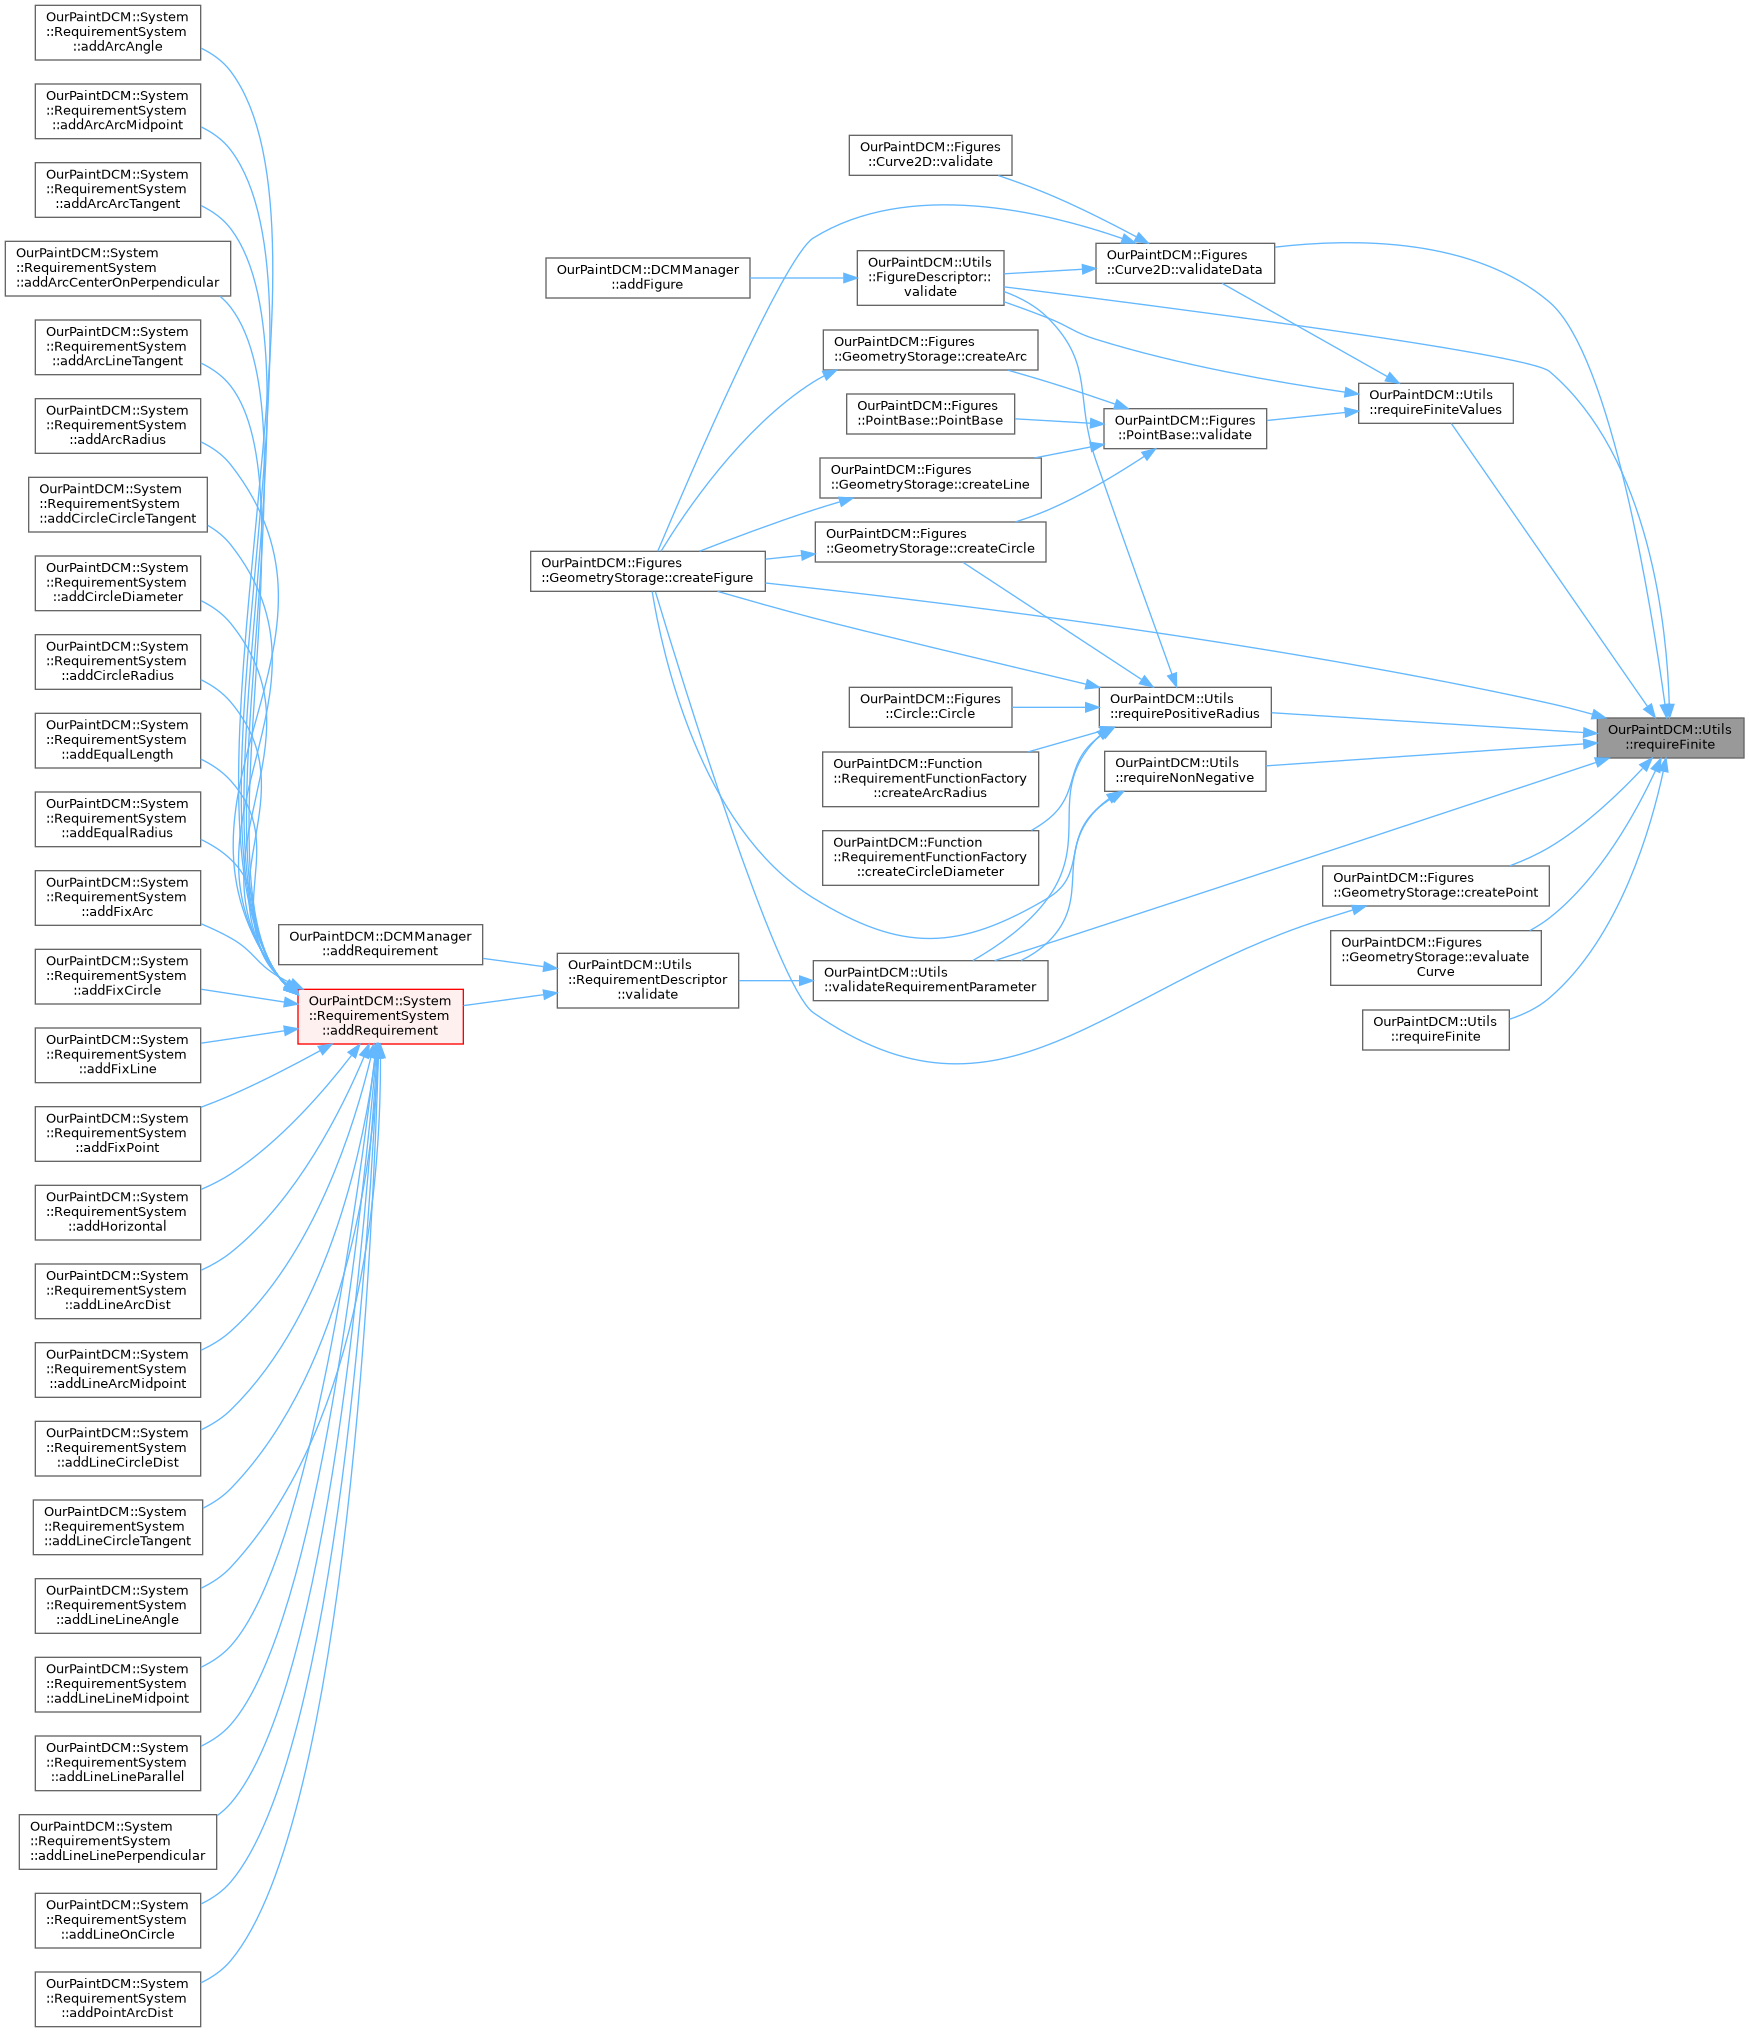 OurPaintDCM::System
::RequirementSystem
::addArcAngle
OurPaintDCM::System
::RequirementSystem
::addArcArcMidpoint
OurPaintDCM::System
::RequirementSystem
::addArcArcTangent
OurPaintDCM::System
::RequirementSystem
::addArcCenterOnPerpendicular
OurPaintDCM::System
::RequirementSystem
::addArcLineTangent
OurPaintDCM::System
::RequirementSystem
::addArcRadius
OurPaintDCM::System
::RequirementSystem
::addCircleCircleTangent
OurPaintDCM::System
::RequirementSystem
::addCircleDiameter
OurPaintDCM::System
::RequirementSystem
::addCircleRadius
OurPaintDCM::System
::RequirementSystem
::addEqualLength
OurPaintDCM::System
::RequirementSystem
::addEqualRadius
OurPaintDCM::System
::RequirementSystem
::addFixArc
OurPaintDCM::System
::RequirementSystem
::addFixCircle
OurPaintDCM::System
::RequirementSystem
::addFixLine
OurPaintDCM::System
::RequirementSystem
::addFixPoint
OurPaintDCM::System
::RequirementSystem
::addHorizontal
OurPaintDCM::System
::RequirementSystem
::addLineArcDist
OurPaintDCM::System
::RequirementSystem
::addLineArcMidpoint
OurPaintDCM::System
::RequirementSystem
::addLineCircleDist
OurPaintDCM::System
::RequirementSystem
::addLineCircleTangent
OurPaintDCM::System
::RequirementSystem
::addLineLineAngle
OurPaintDCM::System
::RequirementSystem
::addLineLineMidpoint
OurPaintDCM::System
::RequirementSystem
::addLineLineParallel
OurPaintDCM::System
::RequirementSystem
::addLineLinePerpendicular
OurPaintDCM::System
::RequirementSystem
::addLineOnCircle
OurPaintDCM::System
::RequirementSystem
::addPointArcDist
OurPaintDCM::DCMManager
::addRequirement
OurPaintDCM::System
::RequirementSystem
::addRequirement
OurPaintDCM::DCMManager
::addFigure
OurPaintDCM::Figures
::GeometryStorage::createFigure
OurPaintDCM::Utils
::RequirementDescriptor
::validate
OurPaintDCM::Figures
::Curve2D::validate
OurPaintDCM::Utils
::FigureDescriptor::
validate
OurPaintDCM::Figures
::GeometryStorage::createArc
OurPaintDCM::Figures
::PointBase::PointBase
OurPaintDCM::Figures
::GeometryStorage::createLine
OurPaintDCM::Figures
::GeometryStorage::createCircle
OurPaintDCM::Figures
::Circle::Circle
OurPaintDCM::Function
::RequirementFunctionFactory
::createArcRadius
OurPaintDCM::Function
::RequirementFunctionFactory
::createCircleDiameter
OurPaintDCM::Utils
::validateRequirementParameter
OurPaintDCM::Figures
::Curve2D::validateData
OurPaintDCM::Figures
::PointBase::validate
OurPaintDCM::Utils
::requirePositiveRadius
OurPaintDCM::Utils
::requireNonNegative
OurPaintDCM::Utils
::requireFiniteValues
OurPaintDCM::Figures
::GeometryStorage::createPoint
OurPaintDCM::Figures
::GeometryStorage::evaluate
Curve
OurPaintDCM::Utils
::requireFinite
OurPaintDCM::Utils
::requireFinite